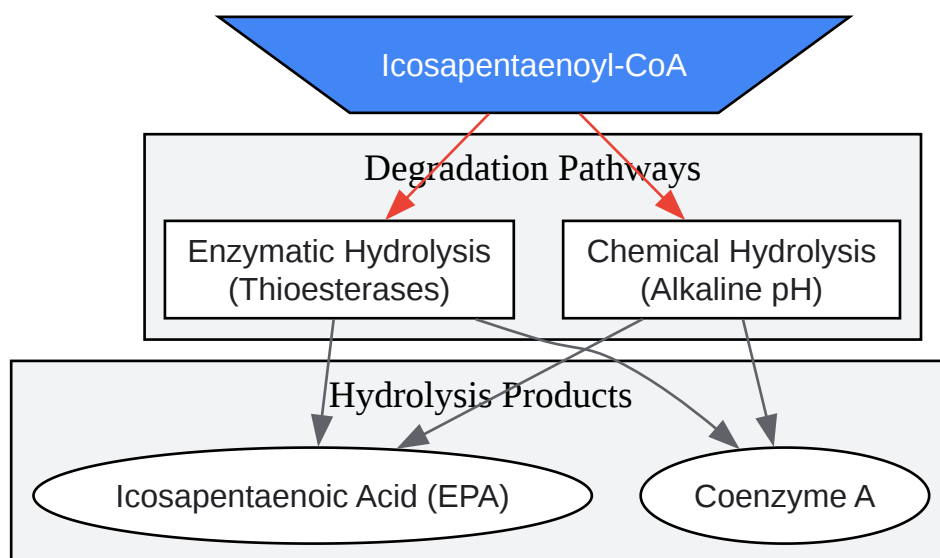 Icosapentaenoyl-CoA
Degradation Pathways
Enzymatic Hydrolysis
(Thioesterases)
Chemical Hydrolysis
(Alkaline pH)
Hydrolysis Products
Icosapentaenoic Acid (EPA)
Coenzyme A